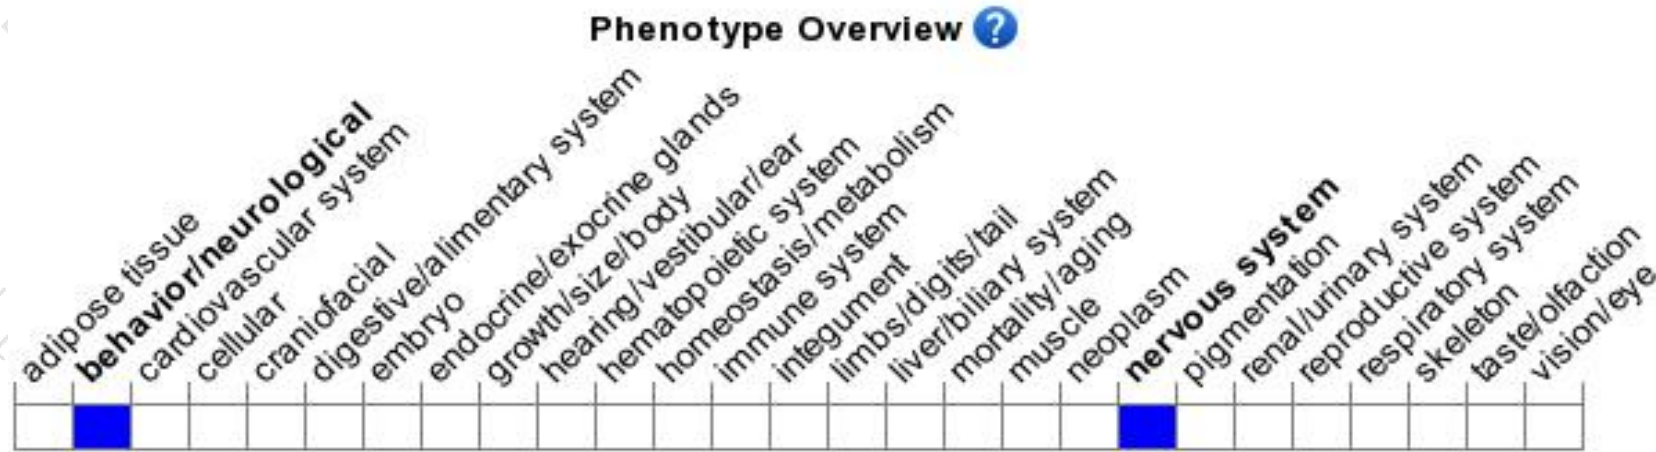 Phenotype Overview ?
adipose tissue
behavior/neurological
cardiovascular system
cellular
craniofacial
digestive/alimentary system
embryo
endocrine/exocrine glands
growth/size/body
hearing/vestibular/ear
hematopoietic system
homeostasis/metabolism
immune system
integument
limbs/digits/tail
liver/biliary system
mortality/aging
muscle
neoplasm
nervous system
pigmentation
renal/urinary system
reproductive system
respiratory system
skeleton
taste/olfaction
vision/eye